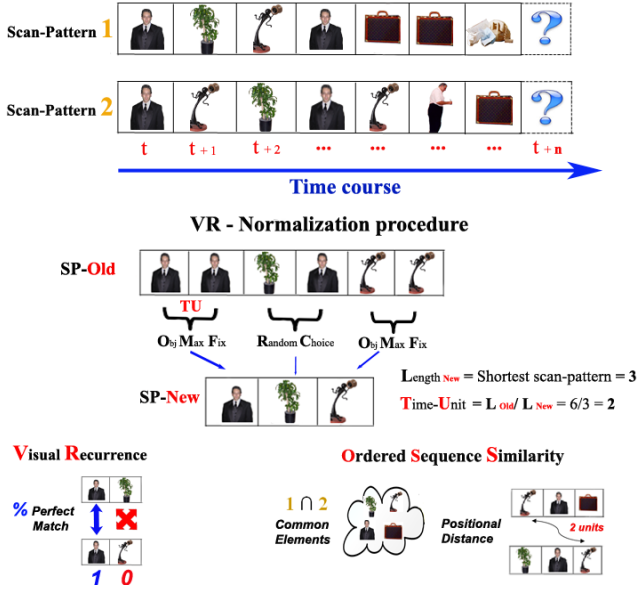 Scan-Pattern 1
?
Scan-Pattern 2
?
t t + 1 t + 2 ... ... ... ... t + n
Time course
VR - Normalization procedure
SP-Old
TU
Obj Max Fix Random Choice Obj Max Fix
SP-New
Length New = Shortest scan-pattern = 3
Time-Unit = L Old/ L New = 6/3 = 2
Visual Recurrence
% Perfect Match
1 0
Ordered Sequence Similarity
1 ∩ 2
Common Elements
Positional Distance
2 units